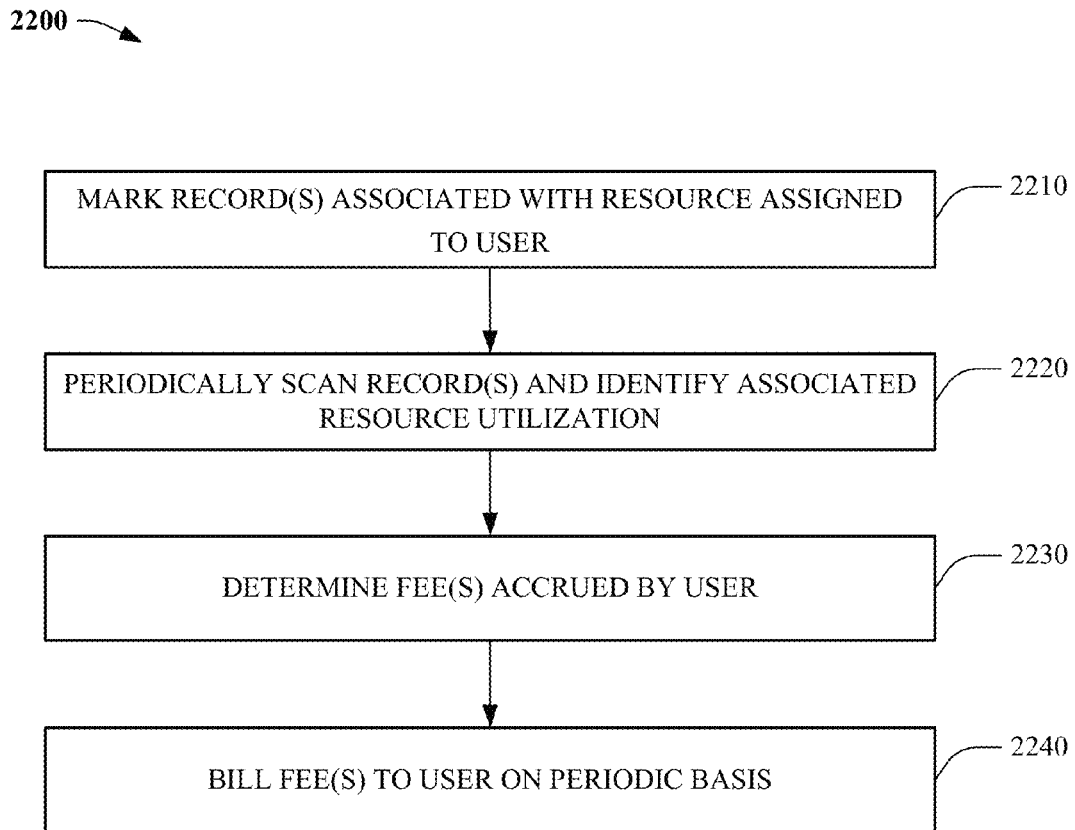 2200
MARK RECORD(S) ASSOCIATED WITH RESOURCE ASSIGNED
TO USER
2210
PERIODICALLY SCAN RECORD(S) AND IDENTIFY ASSOCIATED
RESOURCE UTILIZATION
2220
DETERMINE FEE(S) ACCRUED BY USER
2230
BILL FEE(S) TO USER ON PERIODIC BASIS
2240